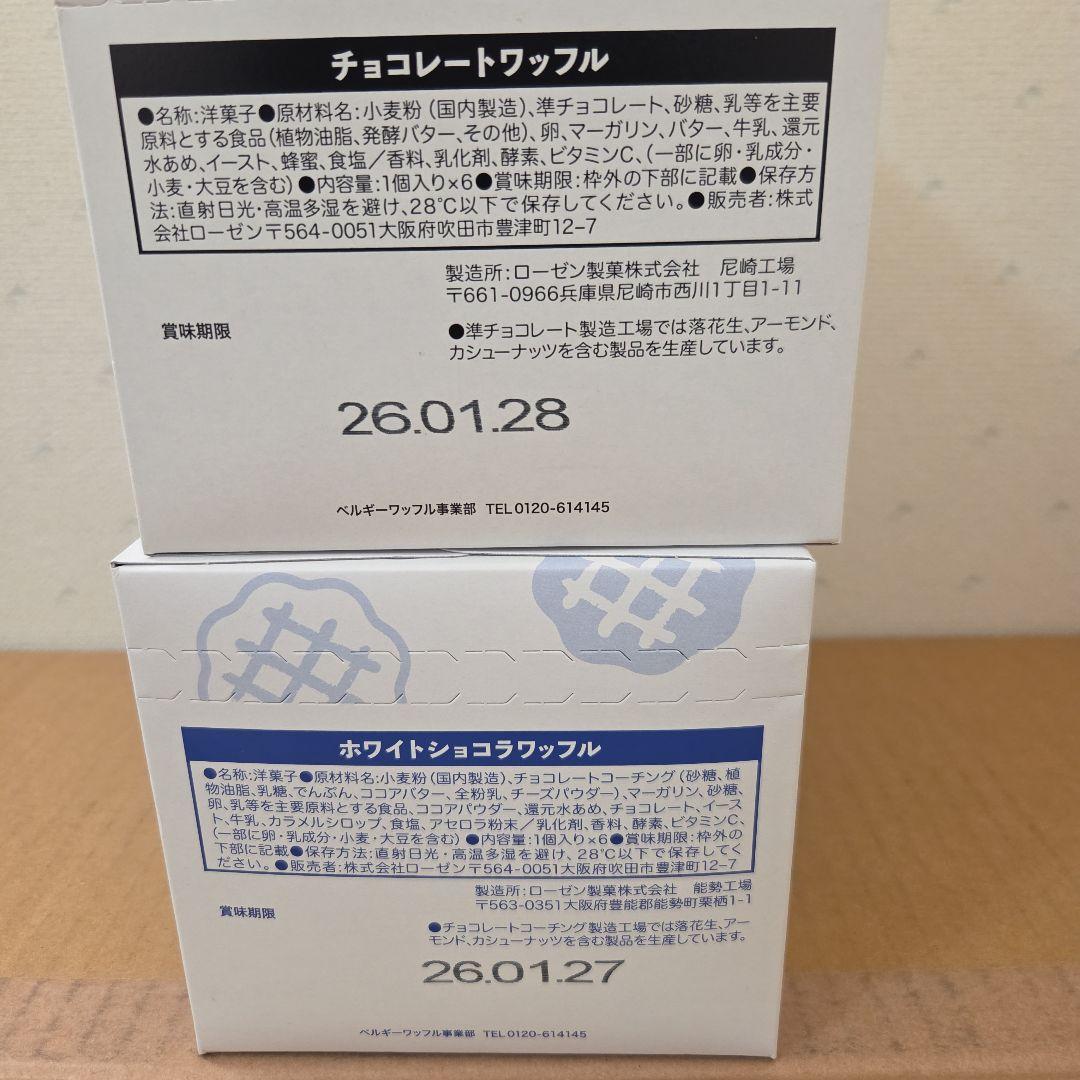 チョコレートワッフル
●名称:洋菓子●原材料名:小麦粉(国内製造)、準チョコレート、砂糖、乳等を主要
原料とする食品(植物油脂、発酵バター、その他)、卵、マーガリン、バター、牛乳、還元
水あめ、イースト、蜂蜜、食塩/香料、乳化剤、酵素、ビタミンC、(一部に卵・乳成分・
小麦・大豆を含む)●内容量:1個入り×6●賞味期限:枠外の下部に記載●保存方
法:直射日光・高温多湿を避け、28℃以下で保存してください。●販売者:株式
会社ローゼン〒564-0051大阪府吹田市豊津町12-7
製造所:ローゼン製菓株式会社 尼崎工場
〒661-0966兵庫県尼崎市西川1丁目1-11
賞味期限
●準チョコレート製造工場では落花生、アーモンド、
カシューナッツを含む製品を生産しています。
26.01.28
ベルギーワッフル事業部 TEL0120-614145
ホワイトショコラワッフル
●名称:洋菓子●原材料名:小麦粉(国内製造)、チョコレートコーチング(砂糖、植
物油脂、乳糖、でんぷん、ココアバター、全粉乳、チーズパウダー)、マーガリン、砂糖、
卵、乳等を主要原料とする食品、ココアパウダー、還元水あめ、チョコレート、イース
ト、牛乳、カラメルシロップ、食塩、アセロラ粉末/乳化剤、香料、酵素、ビタミンC、
(一部に卵・乳成分・小麦・大豆を含む)●内容量:1個入り×6●賞味期限:枠外の
下部に記載●保存方法:直射日光・高温多湿を避け、28℃以下で保存してく
ださい。●販売者:株式会社ローゼン〒564-0051大阪府吹田市豊津町12-7
製造所:ローゼン製菓株式会社 能勢工場
〒563-0351大阪府豊能郡能勢町栗栖1-1
賞味期限
●チョコレートコーチング製造工場では落花生、アー
モンド、カシューナッツを含む製品を生産しています。
26.01.27
ベルギーワッフル事業部 TEL0120-614145